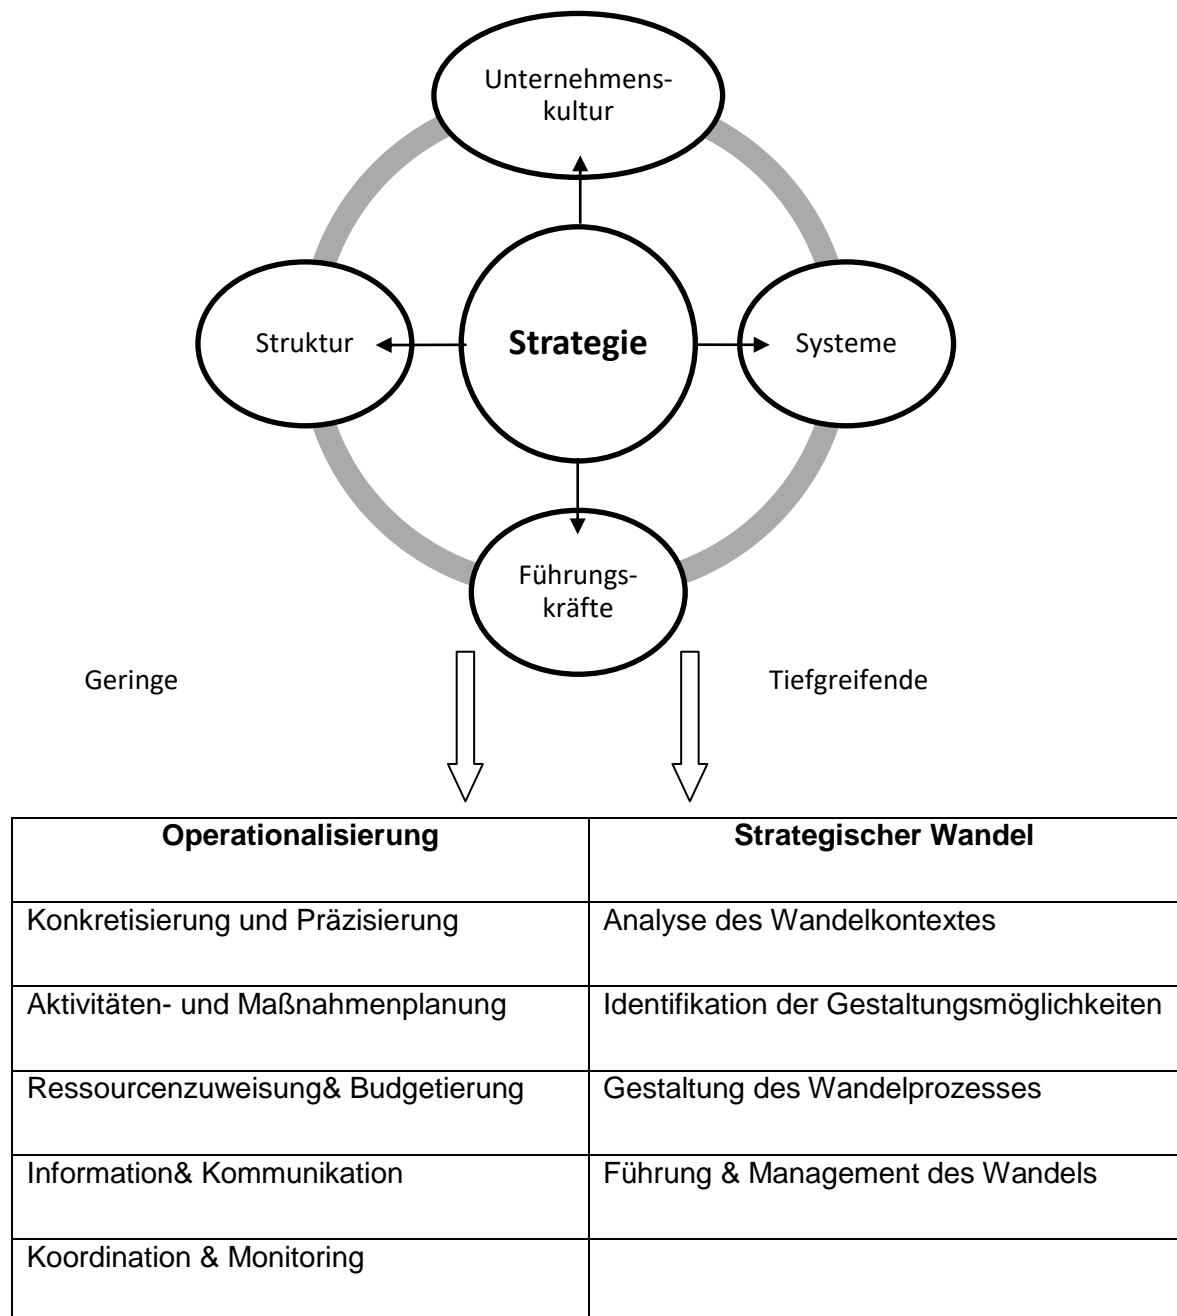 Unternehmens-
kultur
Struktur
Strategie
Systeme
Führungs-
kräfte
Geringe
Tiefgreifende
Operationalisierung
Strategischer Wandel
Konkretisierung und Präzisierung
Analyse des Wandelkontextes
Aktivitäten- und Maßnahmenplanung
Identifikation der Gestaltungsmöglichkeiten
Ressourcenzuweisung& Budgetierung
Gestaltung des Wandelprozesses
Information& Kommunikation
Führung & Management des Wandels
Koordination & Monitoring